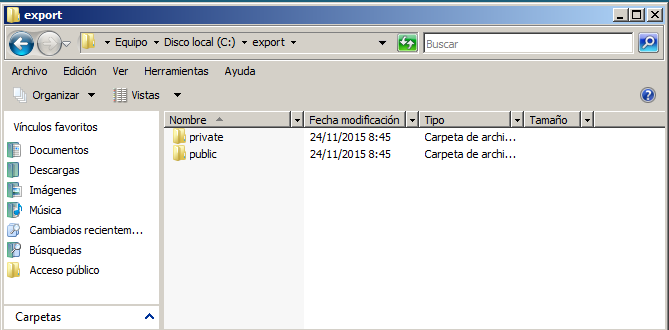 export
Equipo Disco local (C:) export
Buscar
Archivo Edición Ver Herramientas Ayuda
Organizar Vistas
Vínculos favoritos
Documentos
Descargas
Imágenes
Música
Cambiados recientem...
Búsquedas
Acceso público
Carpetas
Nombre Fecha modificación Tipo Tamaño
private 24/11/2015 8:45 Carpeta de archi...
public 24/11/2015 8:45 Carpeta de archi...